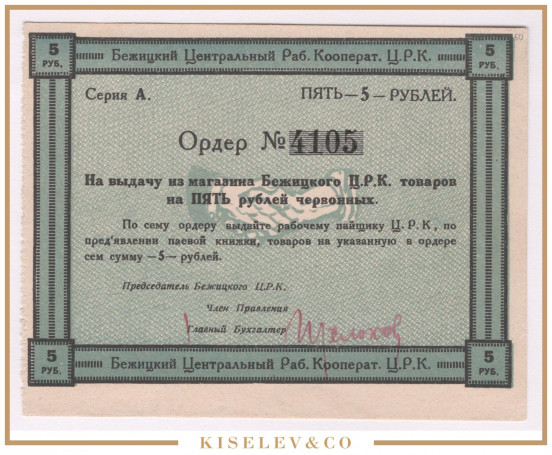 5 РУБ.
Бежицкий Центральный Раб. Кооперат. Ц.Р.К.
5 РУБ.
Серия А.
ПЯТЬ—5—РУБЛЕЙ.
Ордер № 4105
На выдачу из магазина Бежицкого Ц.Р.К. товаров
на ПЯТЬ рублей червонных.
По сему ордеру выдайте рабочему пайщику Ц.Р.К, по
пред'явлении паевой книжки, товаров на указанную в ордере
сем сумму —5— рублей.
Председатель Бежицкого Ц.Р.К.
Член Правления
Главный Бухгалтер
5 РУБ.
Бежицкий Центральный Раб. Кооперат. Ц.Р.К.
5 РУБ.
KISELEV&CO